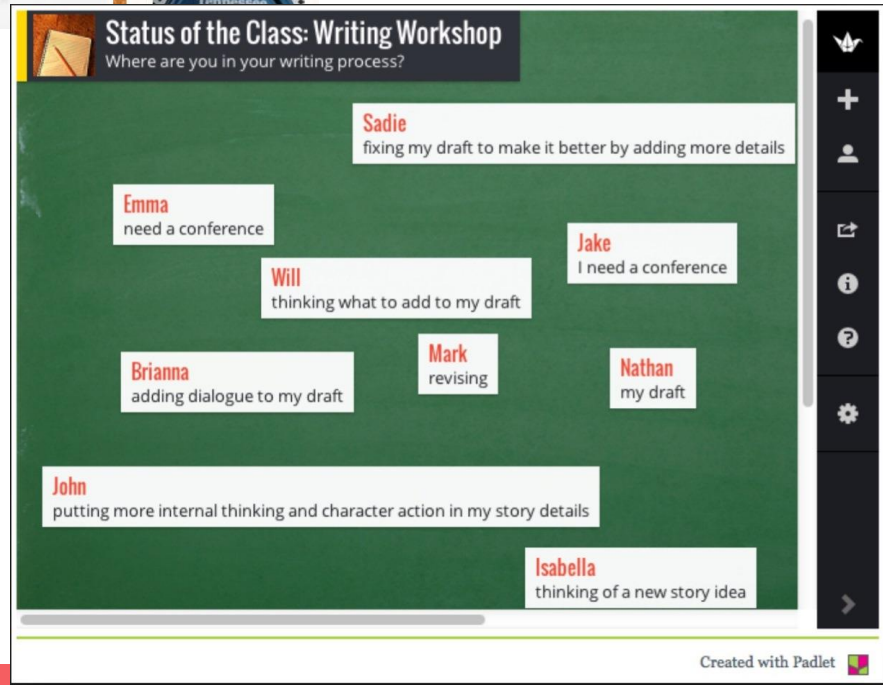 Status of the Class: Writing Workshop
Where are you in your writing process?
Sadie
fixing my draft to make it better by adding more details
Emma
need a conference
Jake
I need a conference
Will
thinking what to add to my draft
Mark
revising
Nathan
my draft
Brianna
adding dialogue to my draft
John
putting more internal thinking and character action in my story details
Isabella
thinking of a new story idea
Created with Padlet